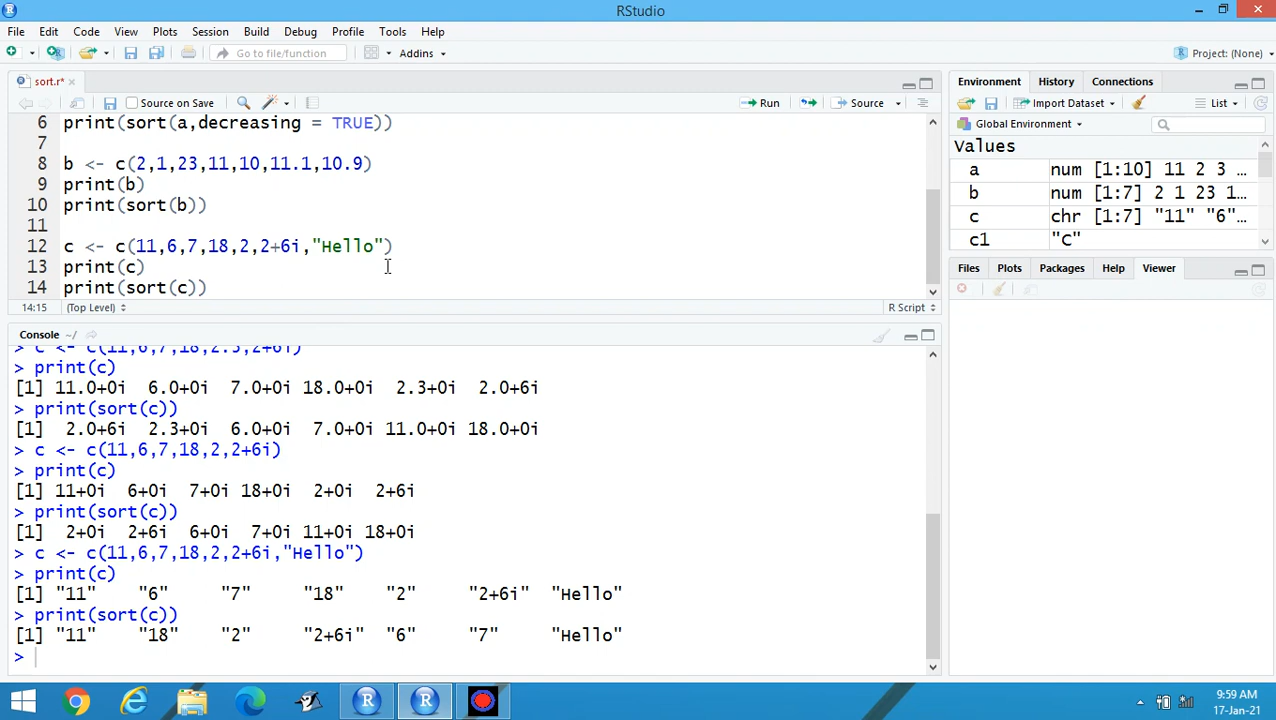 RStudio
File Edit Code View Plots Session Build Debug Profile Tools Help
Go to file/function Addins Project: (None)
sort.r*
Source on Save Run Source
6 print(sort(a,decreasing = TRUE))
7
8 b <- c(2,1,23,11,10,11.1,10.9)
9 print(b)
10 print(sort(b))
11
12 c <- c(11,6,7,18,2,2+6i,"Hello")
13 print(c)
14 print(sort(c))
14:15 (Top Level) R Script
Console ~/
> c <- c(11,6,7,18,2.3,2+6i)
> print(c)
[1] 11.0+0i 6.0+0i 7.0+0i 18.0+0i 2.3+0i 2.0+6i
> print(sort(c))
[1] 2.0+6i 2.3+0i 6.0+0i 7.0+0i 11.0+0i 18.0+0i
> c <- c(11,6,7,18,2,2+6i)
> print(c)
[1] 11+0i 6+0i 7+0i 18+0i 2+0i 2+6i
> print(sort(c))
[1] 2+0i 2+6i 6+0i 7+0i 11+0i 18+0i
> c <- c(11,6,7,18,2,2+6i,"Hello")
> print(c)
[1] "11" "6" "7" "18" "2" "2+6i" "Hello"
> print(sort(c))
[1] "11" "18" "2" "2+6i" "6" "7" "Hello"
>
Environment History Connections
Import Dataset List
Global Environment
Values
a num [1:10] 11 2 3 …
b num [1:7] 2 1 23 1…
c chr [1:7] "11" "6"…
c1 "C"
Files Plots Packages Help Viewer
9:59 AM
17-Jan-21